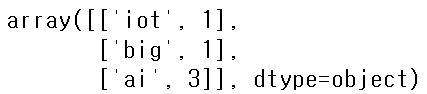 array([['iot', 1],
       ['big', 1],
       ['ai', 3]], dtype=object)